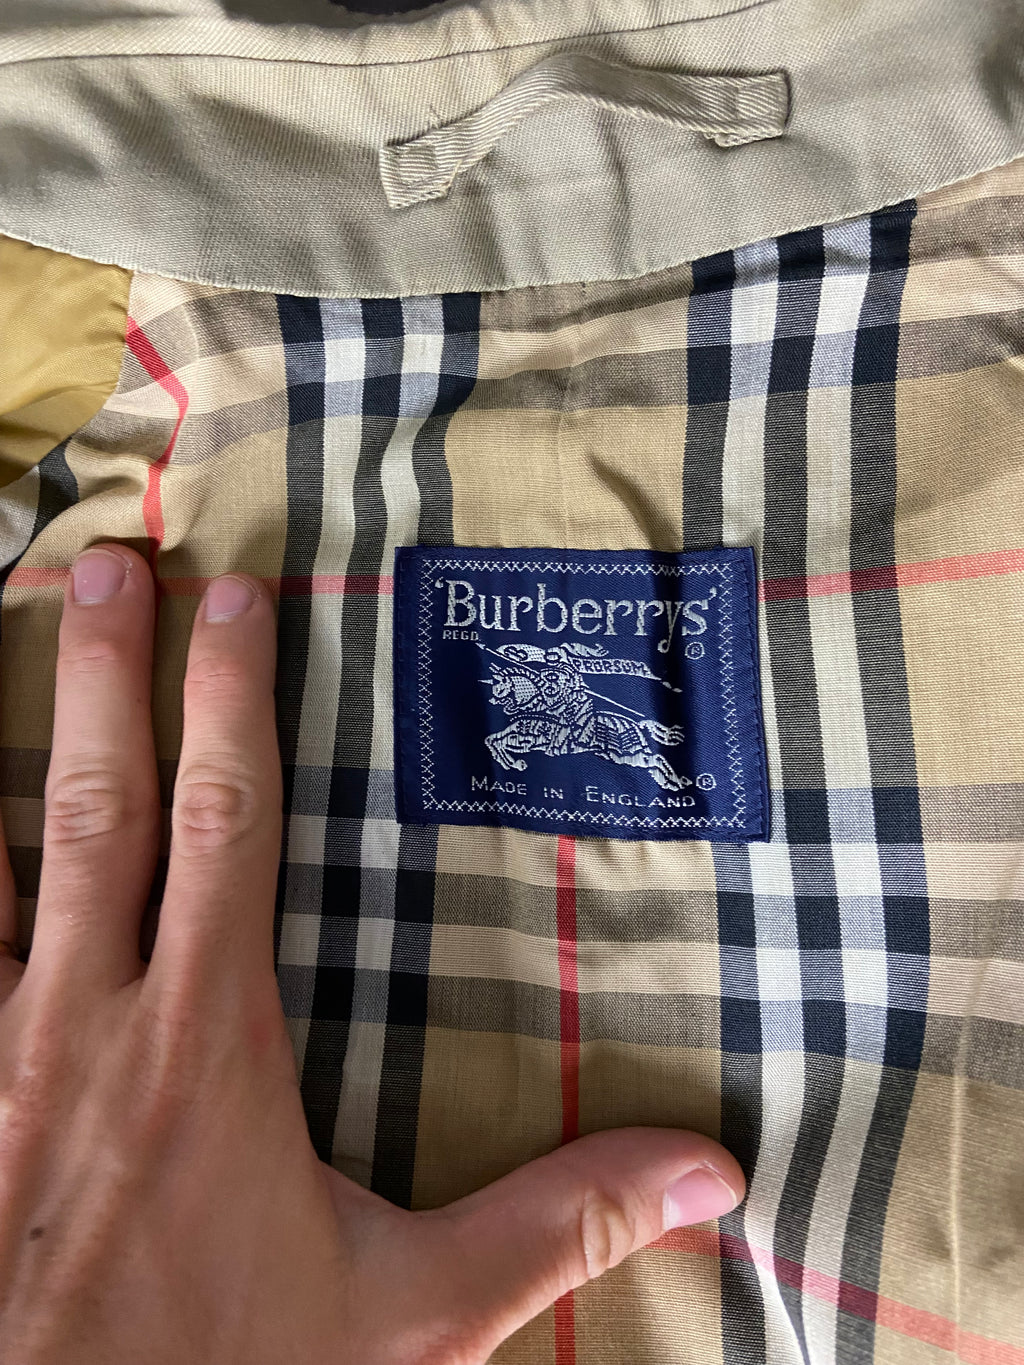 'Burberrys'
REGD.
®
PRORSUM
MADE IN ENGLAND ®